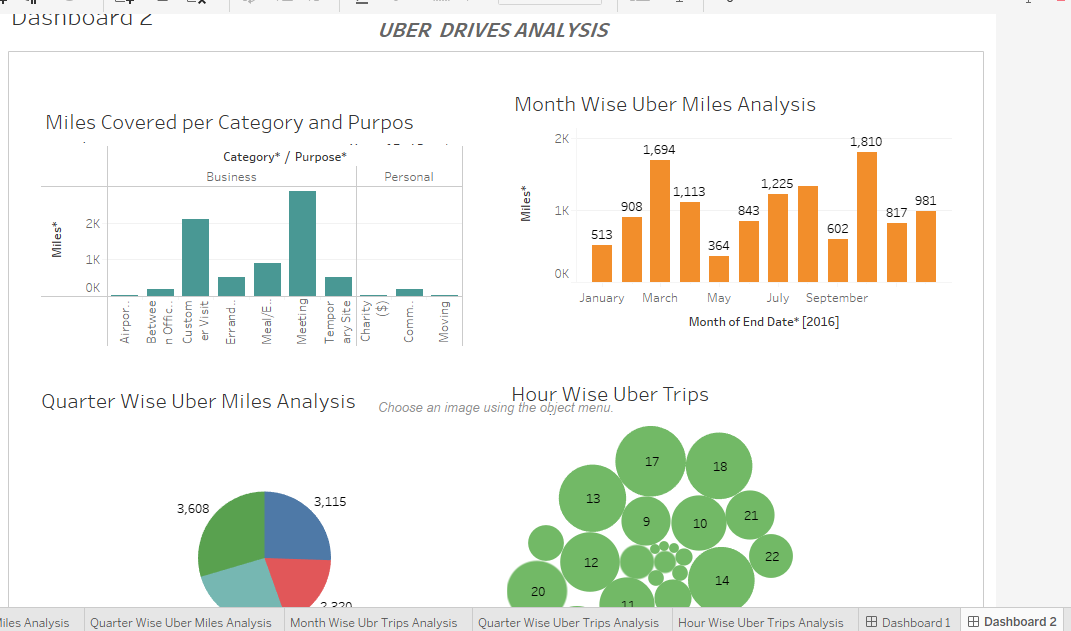 Dashboard 2
UBER DRIVES ANALYSIS
Miles Covered per Category and Purpos
Category* / Purpose*
Business
Personal
Miles*
2K
1K
0K
Airpor..
Betwee
n Offic..
Custom
er Visit
Errand..
Meal/E..
Meeting
Tempor
ary Site
Charity
($)
Comm..
Moving
Month Wise Uber Miles Analysis
Miles*
2K
1K
0K
513
908
1,694
1,113
364
843
1,225
602
1,810
817
981
January March May July September
Month of End Date* [2016]
Quarter Wise Uber Miles Analysis
3,608
3,115
2,320
Choose an image using the object menu.
Hour Wise Uber Trips
17
18
13
9
10
21
12
22
14
20
11
iles Analysis
Quarter Wise Uber Miles Analysis
Month Wise Ubr Trips Analysis
Quarter Wise Uber Trips Analysis
Hour Wise Uber Trips Analysis
Dashboard 1
Dashboard 2